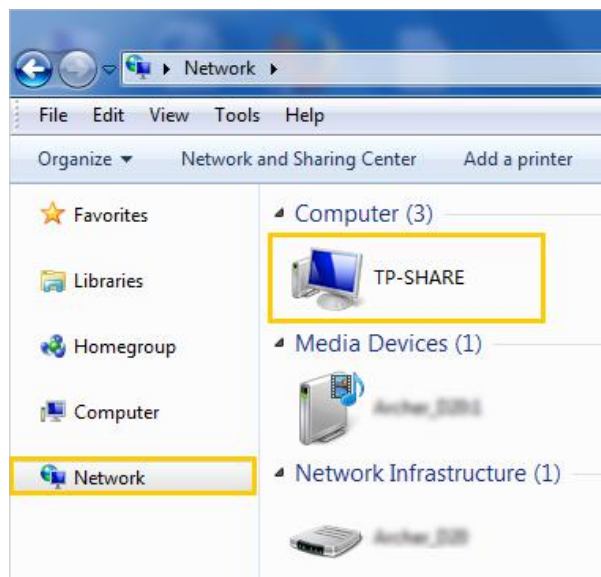 Network
File Edit View Tools Help
Organize Network and Sharing Center Add a printer
Favorites
Computer (3)
TP-SHARE
Libraries
Homegroup
Media Devices (1)
Computer
Network
Network Infrastructure (1)